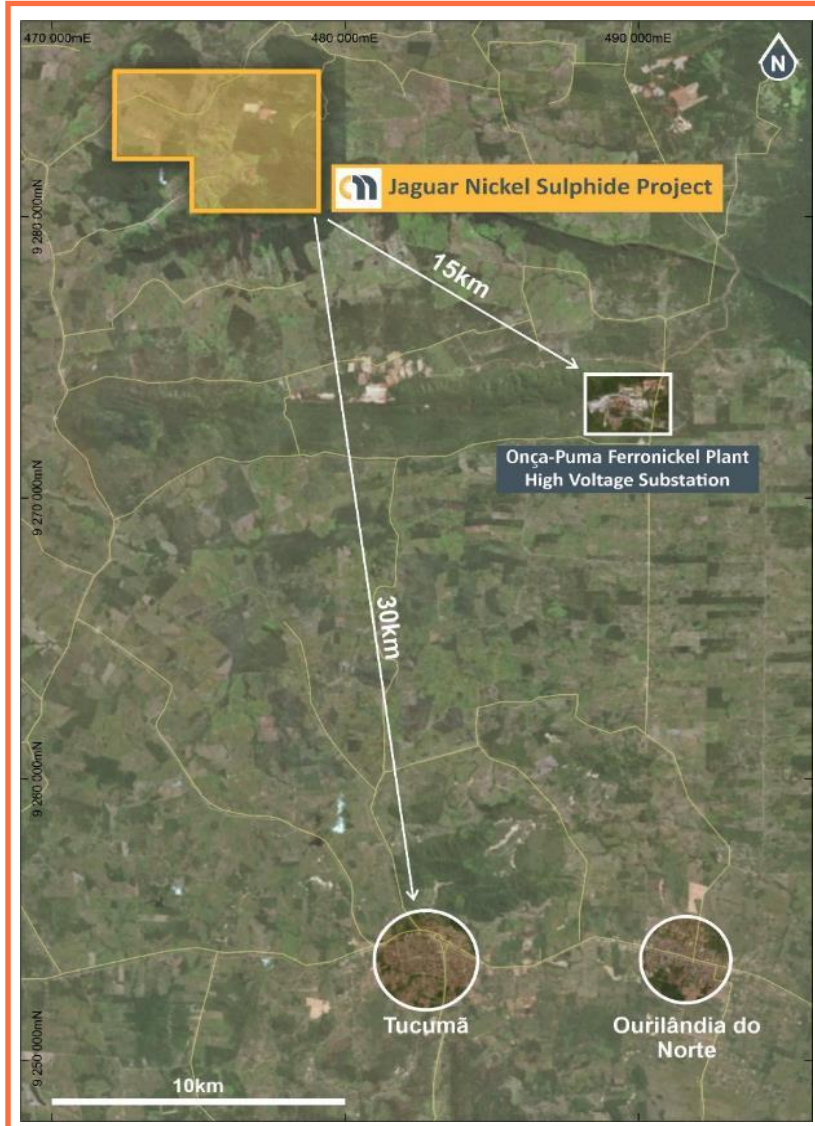 470 000mE
480 000mE
490 000mE
N
Jaguar Nickel Sulphide Project
9 280 000mN
15km
Onça-Puma Ferronickel Plant
High Voltage Substation
9 270 000mN
30km
9 260 000mN
Tucumã
Ourilândia do
Norte
9 250 000mN
10km